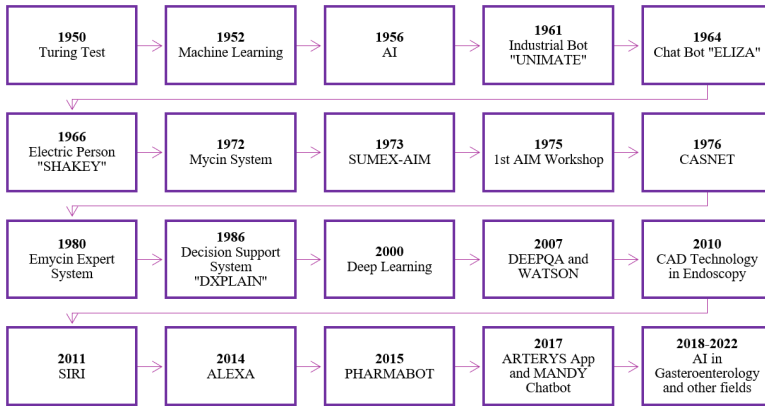 1950
Turing Test
1952
Machine Learning
1956
AI
1961
Industrial Bot
"UNIMATE"
1964
Chat Bot "ELIZA"
1966
Electric Person
"SHAKEY"
1972
Mycin System
1973
SUMEX-AIM
1975
1st AIM Workshop
1976
CASNET
1980
Emycin Expert
System
1986
Decision Support
System
"DXPLAIN"
2000
Deep Learning
2007
DEEPQA and
WATSON
2010
CAD Technology
in Endoscopy
2011
SIRI
2014
ALEXA
2015
PHARMABOT
2017
ARTERYS App
and MANDY
Chatbot
2018-2022
AI in
Gasteroenterology
and other fields